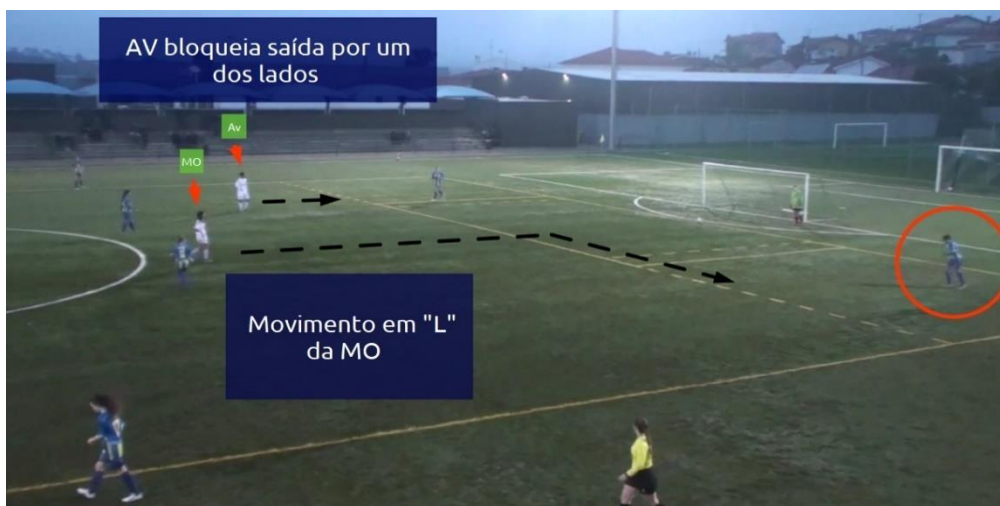 AV bloqueia saída por um
dos lados
Av
MO
Movimento em "L"
da MO